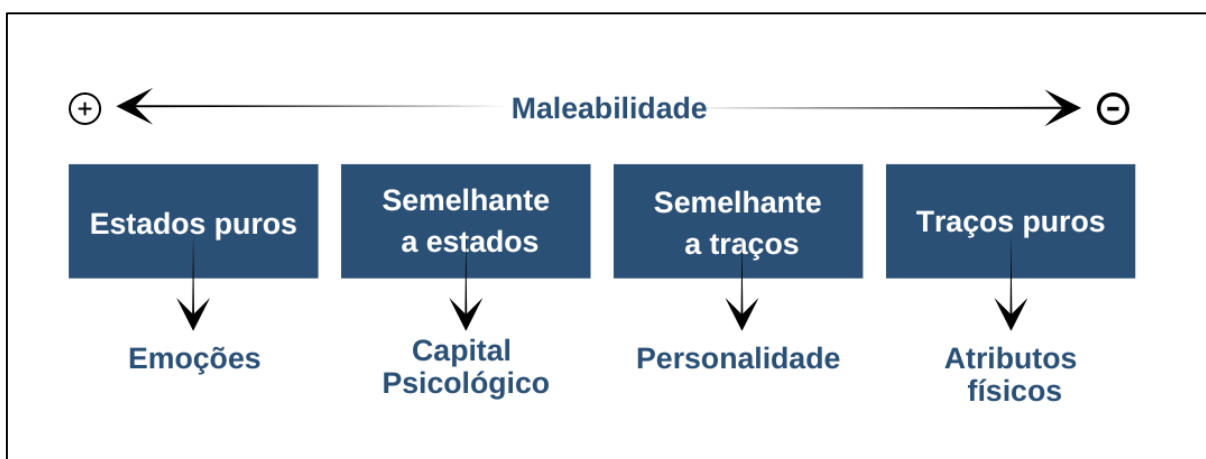 +
Maleabilidade
-
Estados puros
Semelhante
a estados
Semelhante
a traços
Traços puros
Emoções
Capital
Psicológico
Personalidade
Atributos
físicos